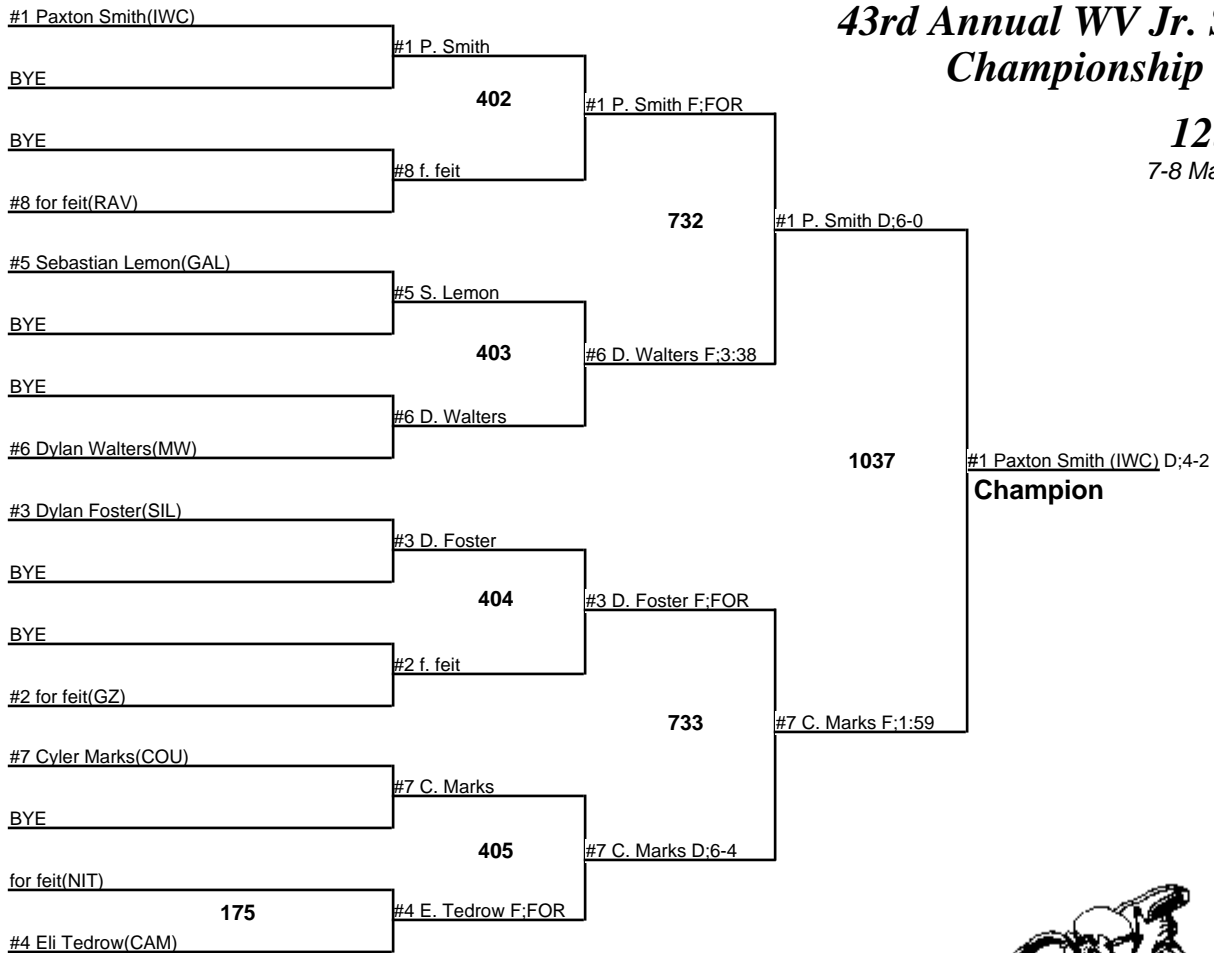 43rd Annual WV Jr.
Championship
7-8
#1 Paxton Smith(IWC)
#1 P. Smith
BYE
402
#1 P. Smith F;FOR
BYE
#8 f. feit
#8 for feit(RAV)
732
#1 P. Smith D;6-0
#5 Sebastian Lemon(GAL)
#5 S. Lemon
BYE
403
#6 D. Walters F;3:38
BYE
#6 D. Walters
#6 Dylan Walters(MW)
1037
#1 Paxton Smith (IWC) D;4-2
Champion
#3 Dylan Foster(SIL)
#3 D. Foster
BYE
404
#3 D. Foster F;FOR
BYE
#2 f. feit
#2 for feit(GZ)
733
#7 C. Marks F;1:59
#7 Cyler Marks(COU)
#7 C. Marks
BYE
405
#7 C. Marks D;6-4
for feit(NIT)
175
#4 E. Tedrow F;FOR
#4 Eli Tedrow(CAM)